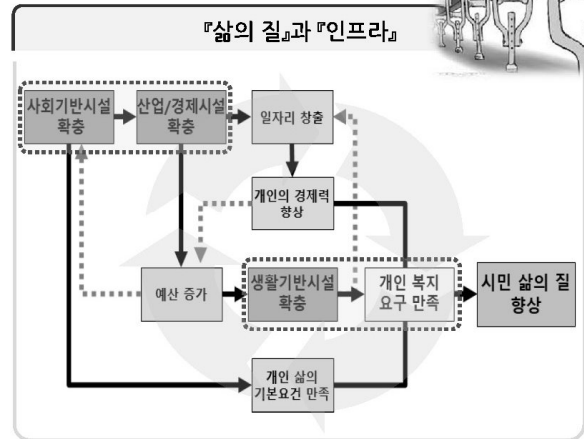 『삶의 질』과 『인프라』
사회기반시설
확충
산업/경제시설
확충
일자리 창출
개인의 경제력
향상
예산 증가
생활기반시설
확충
개인 복지
요구 만족
시민 삶의 질
향상
개인 삶의
기본요건 만족